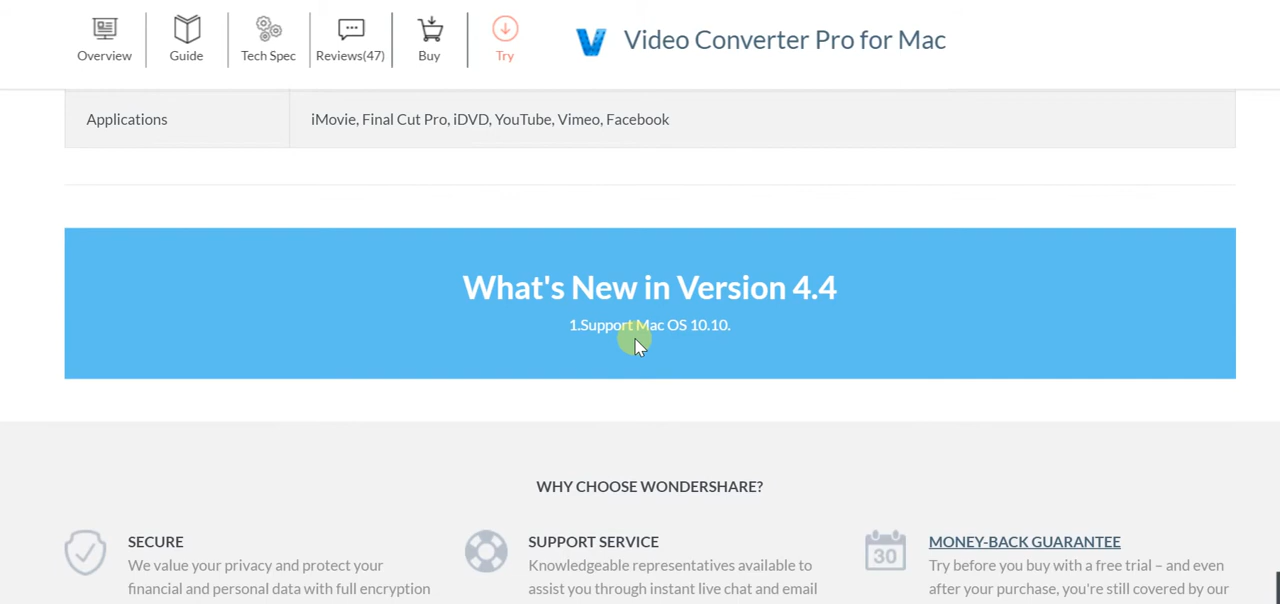 Overview
Guide
Tech Spec
Reviews(47)
Buy
Try
Video Converter Pro for Mac
Applications
iMovie, Final Cut Pro, iDVD, YouTube, Vimeo, Facebook
What's New in Version 4.4
1.Support Mac OS 10.10.
WHY CHOOSE WONDERSHARE?
SECURE
We value your privacy and protect your
financial and personal data with full encryption
SUPPORT SERVICE
Knowledgeable representatives available to
assist you through instant live chat and email
30
MONEY-BACK GUARANTEE
Try before you buy with a free trial – and even
after your purchase, you're still covered by our